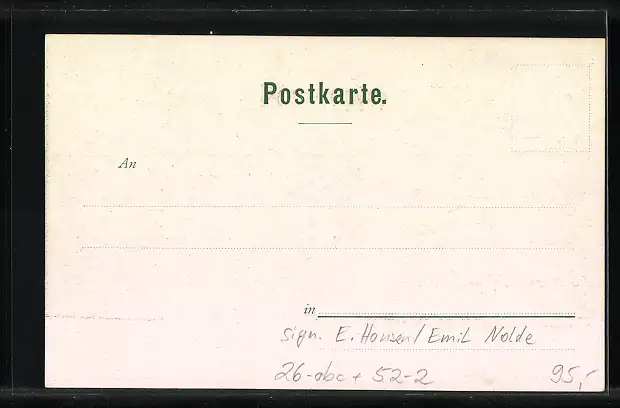 Postkarte.
An
in
sign. E. Hansen / Emil Nolde
26-abc + 52-2 95,-